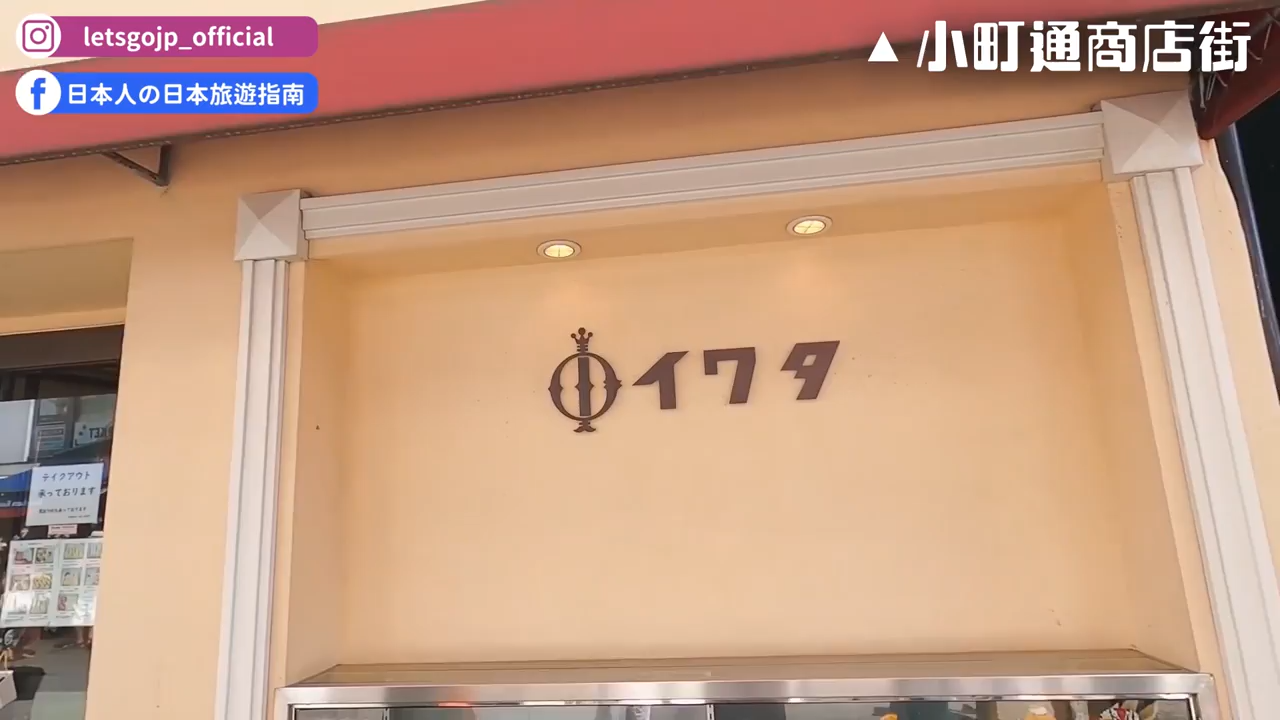 letsgojp_official
日本人の日本旅遊指南
▲小町通商店街
イワタ
テイクアウト
承っております